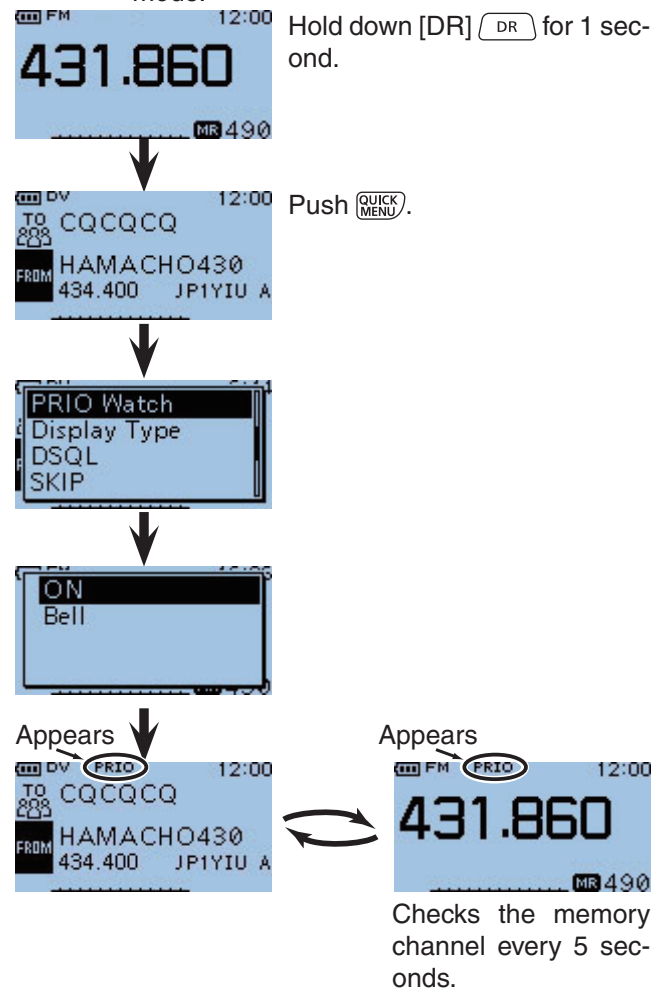 mode.
FM 12:00
431.860
MR 490
Hold down [DR] DR for 1 sec-
ond.
DV 12:00
TO CQCQCQ
FROM HAMACHO430
434.400 JP1YIU A
Push QUICK MENU.
PRIO Watch
Display Type
DSQL
SKIP
ON
Bell
Appears
DV PRIO 12:00
TO CQCQCQ
FROM HAMACHO430
434.400 JP1YIU A
Appears
FM PRIO 12:00
431.860
MR 490
Checks the memory
channel every 5 sec-
onds.